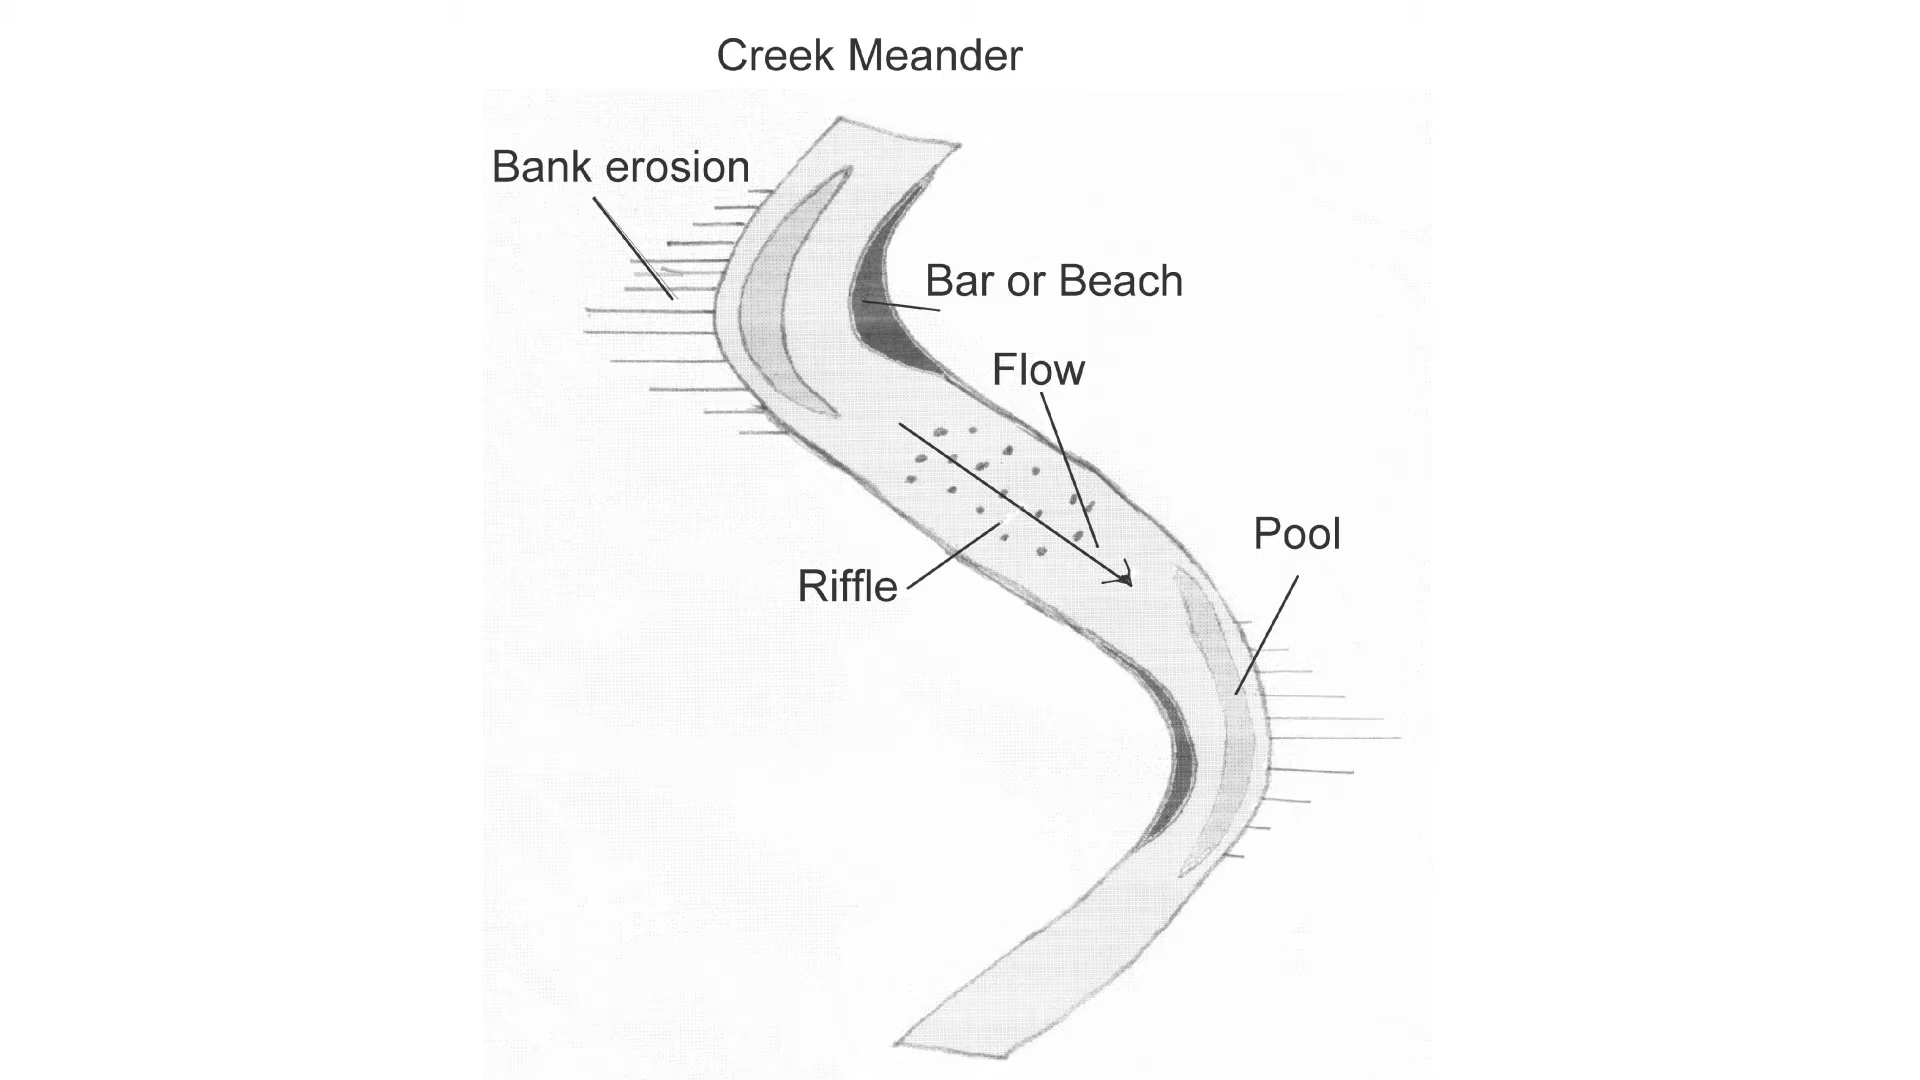 Creek Meander
Bank erosion
Bar or Beach
Flow
Pool
Riffle